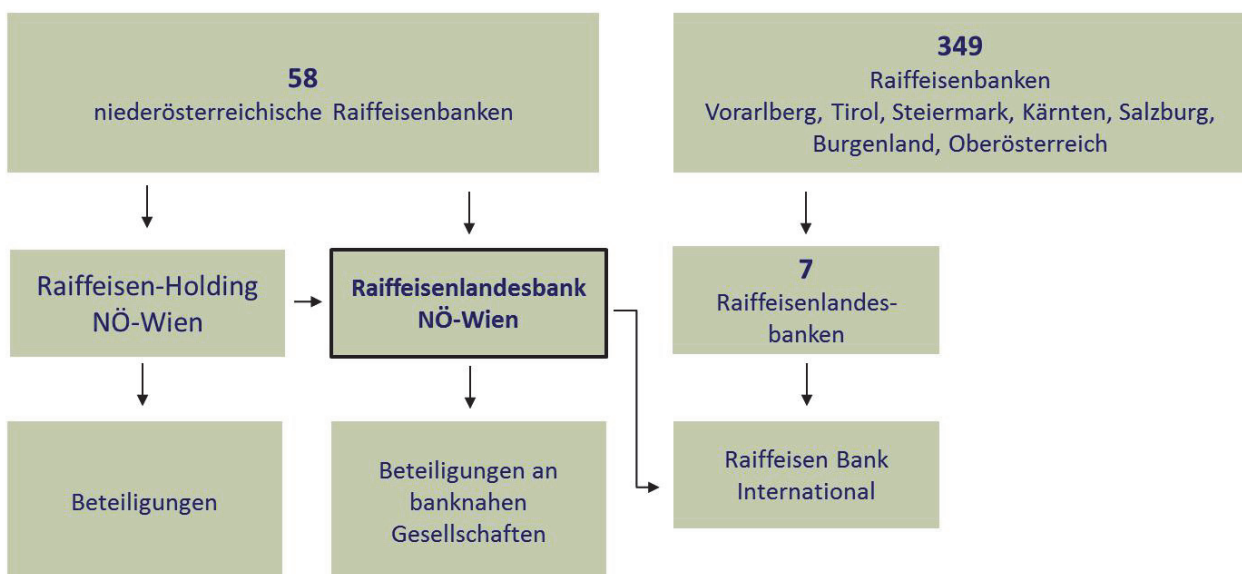 58
niederösterreichische Raiffeisenbanken
349
Raiffeisenbanken
Vorarlberg, Tirol, Steiermark, Kärnten, Salzburg,
Burgenland, Oberösterreich
Raiffeisen-Holding
NÖ-Wien
Raiffeisenlandesbank
NÖ-Wien
7
Raiffeisenlandes-
banken
Beteiligungen
Beteiligungen an
banknahen
Gesellschaften
Raiffeisen Bank
International